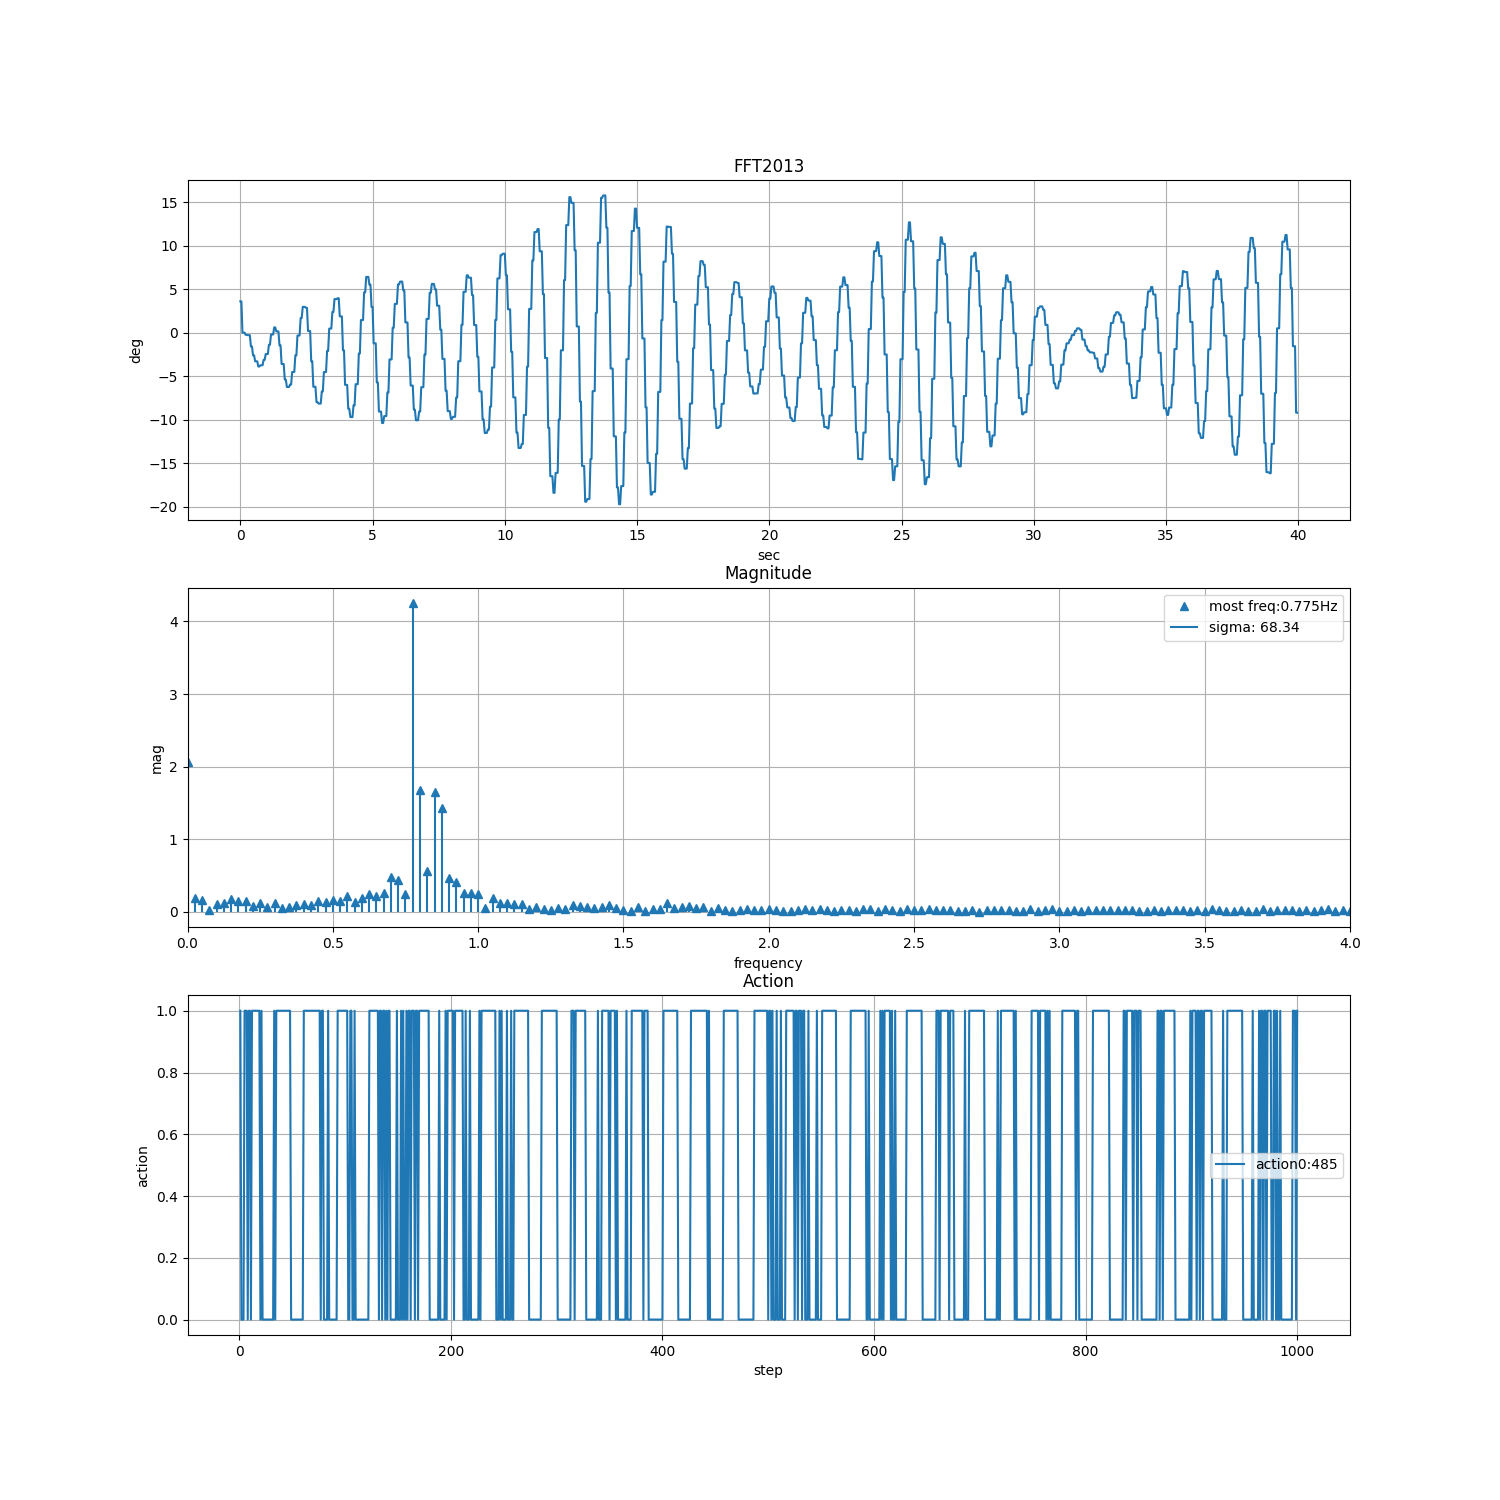 FFT2013
15
10
5
0
−5
−10
−15
−20
deg
0 5 10 15 20 25 30 35 40
sec
Magnitude
most freq:0.775Hz
sigma: 68.34
4
3
2
1
0
mag
0.0 0.5 1.0 1.5 2.0 2.5 3.0 3.5 4.0
frequency
Action
1.0
0.8
0.6
0.4
0.2
0.0
action
action0:485
0 200 400 600 800 1000
step